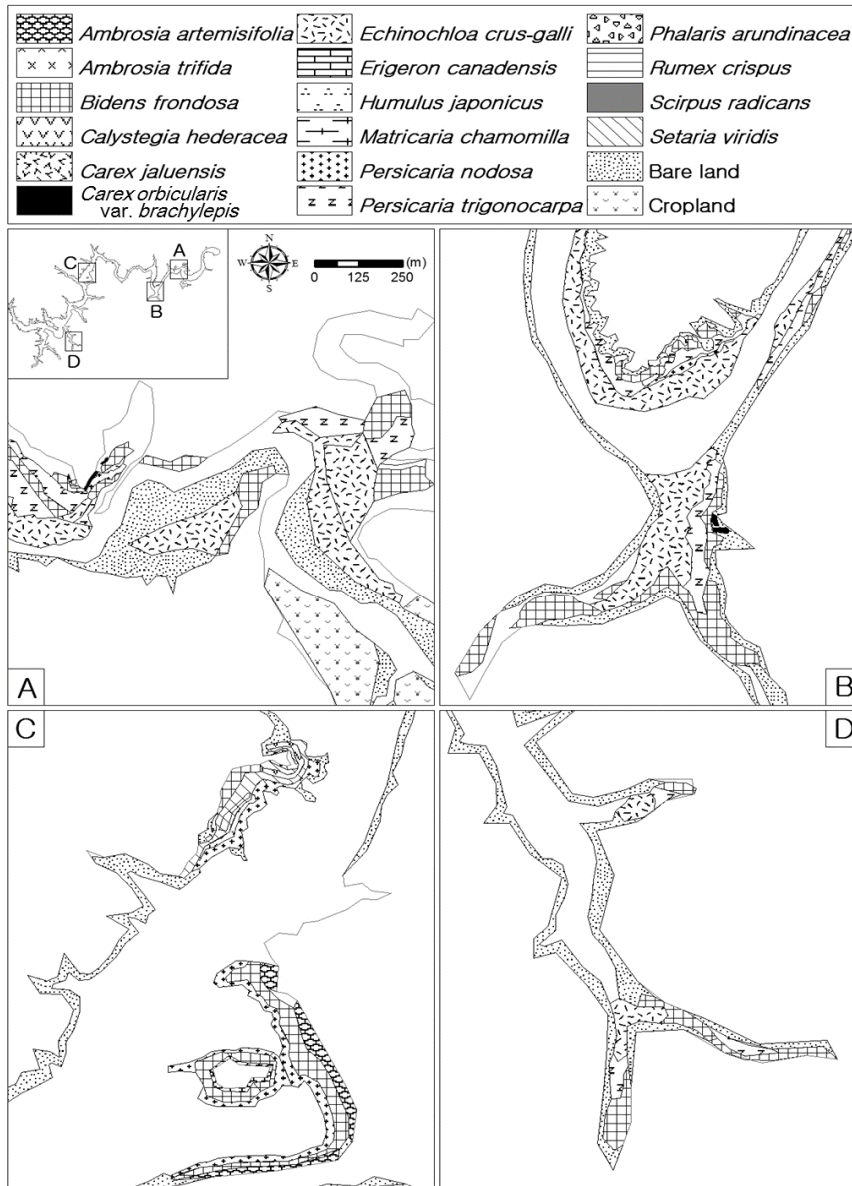 Ambrosia artemisifolia
Echinochloa crus-galli
Phalaris arundinacea
Ambrosia trifida
Erigeron canadensis
Rumex crispus
Bidens frondosa
Humulus japonicus
Scirpus radicans
Calystegia hederacea
Matricaria chamomilla
Setaria viridis
Carex jaluensis
Persicaria nodosa
Bare land
Carex orbicularis
var. brachylepis
Persicaria trigonocarpa
Cropland
C
A
B
D
N
W
E
S
0 125 250 (m)
A
B
C
D